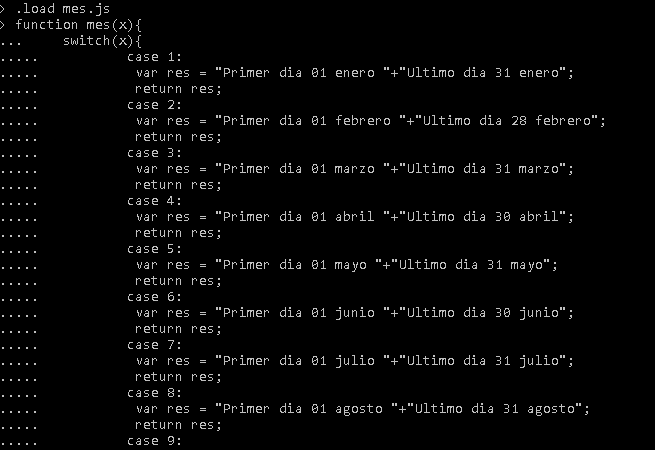 > .load mes.js
> function mes(x){
...     switch(x){
.....           case 1:
.....            var res = "Primer dia 01 enero "+"Ultimo dia 31 enero";
.....            return res;
.....           case 2:
.....            var res = "Primer dia 01 febrero "+"Ultimo dia 28 febrero";
.....            return res;
.....           case 3:
.....            var res = "Primer dia 01 marzo "+"Ultimo dia 31 marzo";
.....            return res;
.....           case 4:
.....            var res = "Primer dia 01 abril "+"Ultimo dia 30 abril";
.....            return res;
.....           case 5:
.....            var res = "Primer dia 01 mayo "+"Ultimo dia 31 mayo";
.....            return res;
.....           case 6:
.....            var res = "Primer dia 01 junio "+"Ultimo dia 30 junio";
.....            return res;
.....           case 7:
.....            var res = "Primer dia 01 julio "+"Ultimo dia 31 julio";
.....            return res;
.....           case 8:
.....            var res = "Primer dia 01 agosto "+"Ultimo dia 31 agosto";
.....            return res;
.....           case 9: